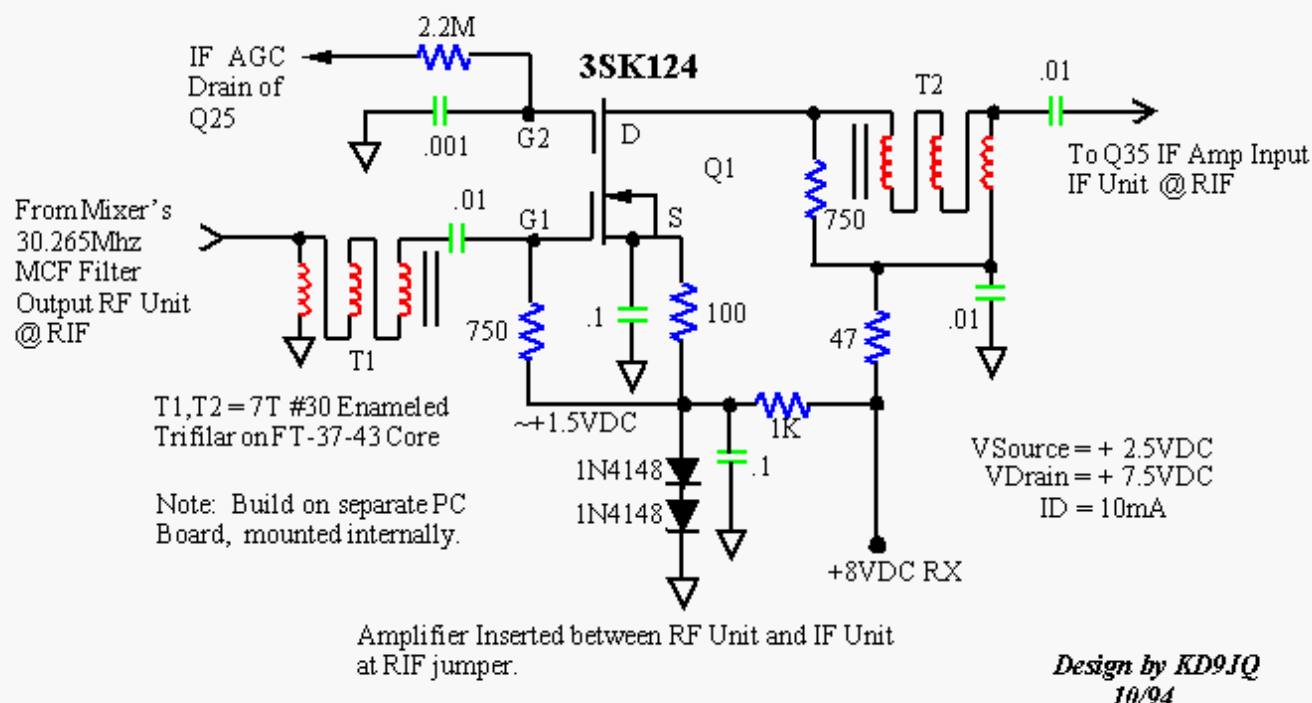 2.2M
IF AGC
Drain of
Q25
3SK124
.01
T2
.001
G2
D
Q1
To Q35 IF Amp Input
IF Unit @ RIF
From Mixer's
30.265Mhz
MCF Filter
Output RF Unit
@ RIF
.01
G1
S
750
T1
750
.1
100
47
.01
T1,T2 = 7T #30 Enameled
Trifilar on FT-37-43 Core
~+1.5VDC
1K
Note: Build on separate PC
Board, mounted internally.
1N4148
1N4148
.1
VSource = + 2.5VDC
VDrain = + 7.5VDC
ID = 10mA
+8VDC RX
Amplifier Inserted between RF Unit and IF Unit
at RIF jumper.
Design by KD9JQ
10/94